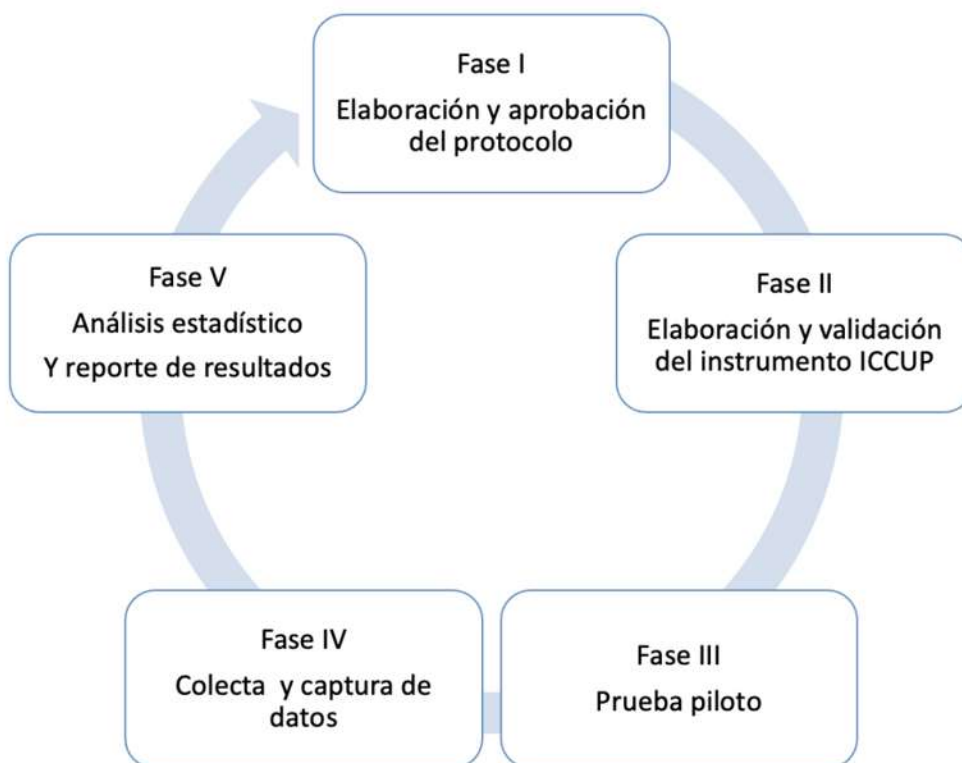 Fase I
Elaboración y aprobación
del protocolo
Fase II
Elaboración y validación
del instrumento ICCUP
Fase III
Prueba piloto
Fase IV
Colecta y captura de
datos
Fase V
Análisis estadístico
Y reporte de resultados